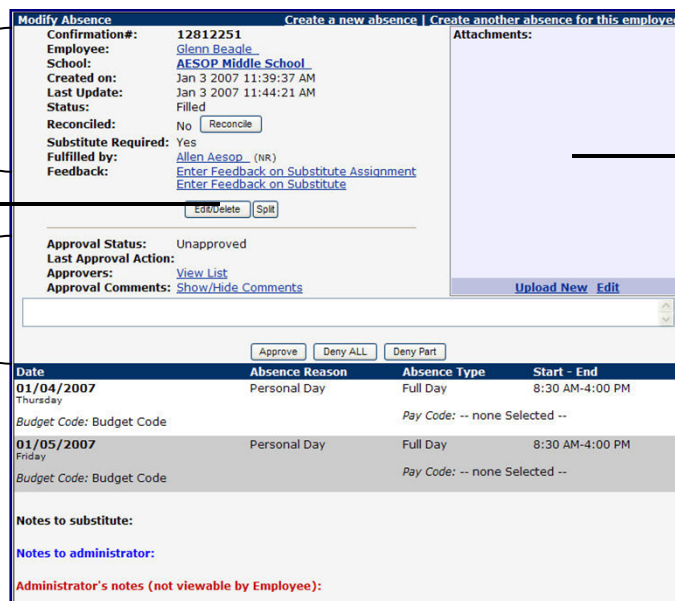 Modify Absence Create a new absence | Create another absence for this employee
Confirmation#: 12812251 Attachments:
Employee: Glenn Beagle
School: AESOP Middle School
Created on: Jan 3 2007 11:39:37 AM
Last Update: Jan 3 2007 11:44:21 AM
Status: Filled
Reconciled: No Reconcile
Substitute Required: Yes
Fulfilled by: Allen Aesop (NR)
Feedback: Enter Feedback on Substitute Assignment
Enter Feedback on Substitute
Edit/Delete Split
Approval Status: Unapproved
Last Approval Action:
Approvers: View List
Approval Comments: Show/Hide Comments Upload New Edit
Approve Deny ALL Deny Part
Date Absence Reason Absence Type Start - End
01/04/2007 Personal Day Full Day 8:30 AM-4:00 PM
Thursday
Budget Code: Budget Code Pay Code: -- none Selected --
01/05/2007 Personal Day Full Day 8:30 AM-4:00 PM
Friday
Budget Code: Budget Code Pay Code: -- none Selected --
Notes to substitute:
Notes to administrator:
Administrator's notes (not viewable by Employee):